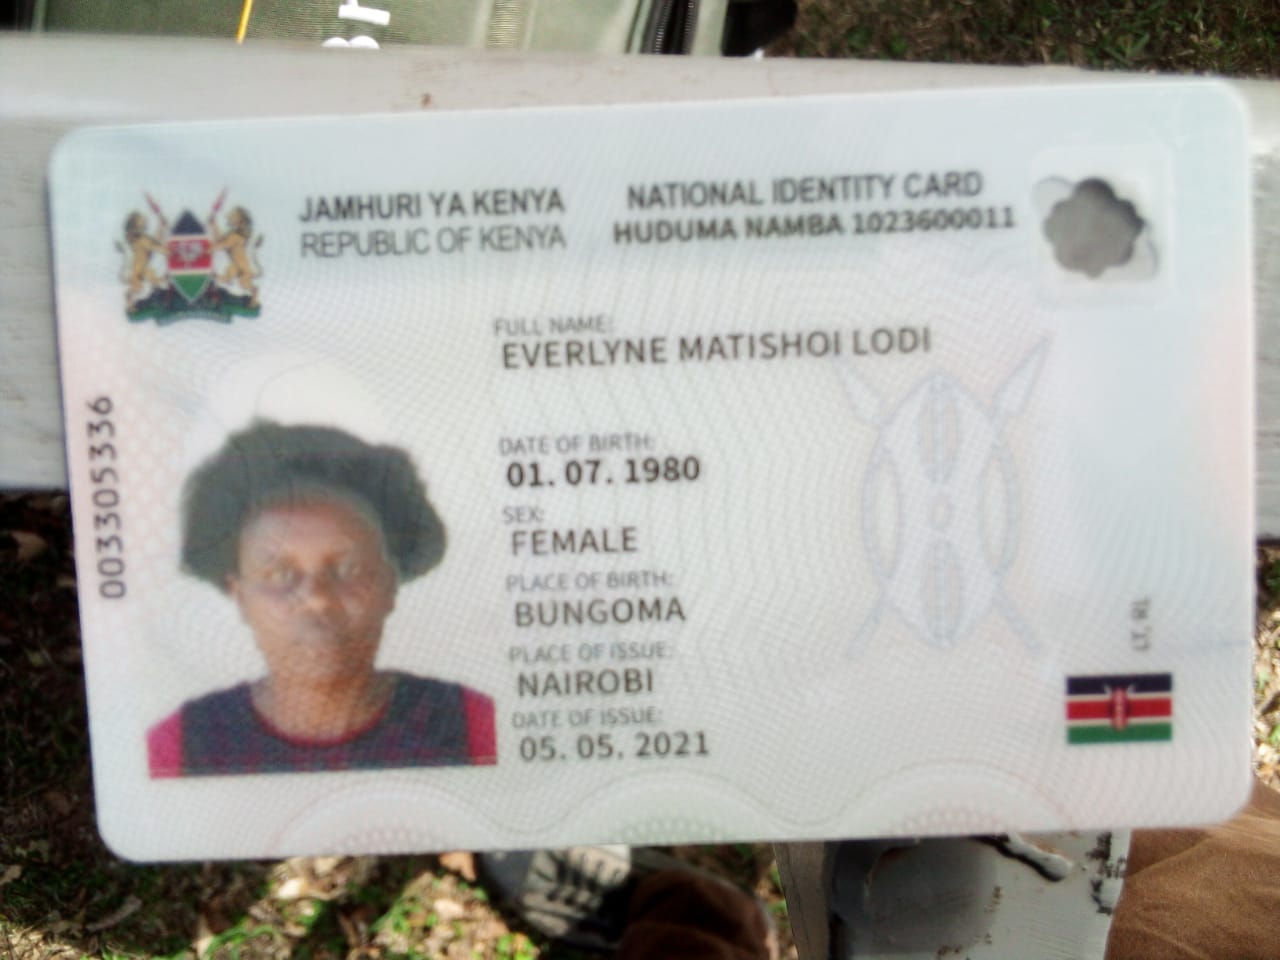 JAMHURI YA KENYA
REPUBLIC OF KENYA
NATIONAL IDENTITY CARD
HUDUMA NAMBA 1023600011
FULL NAME:
EVERLYNE MATISHOI LODI
DATE OF BIRTH:
01. 07. 1980
SEX:
FEMALE
PLACE OF BIRTH:
BUNGOMA
PLACE OF ISSUE:
NAIROBI
DATE OF ISSUE:
05. 05. 2021
003305336
LT, RL